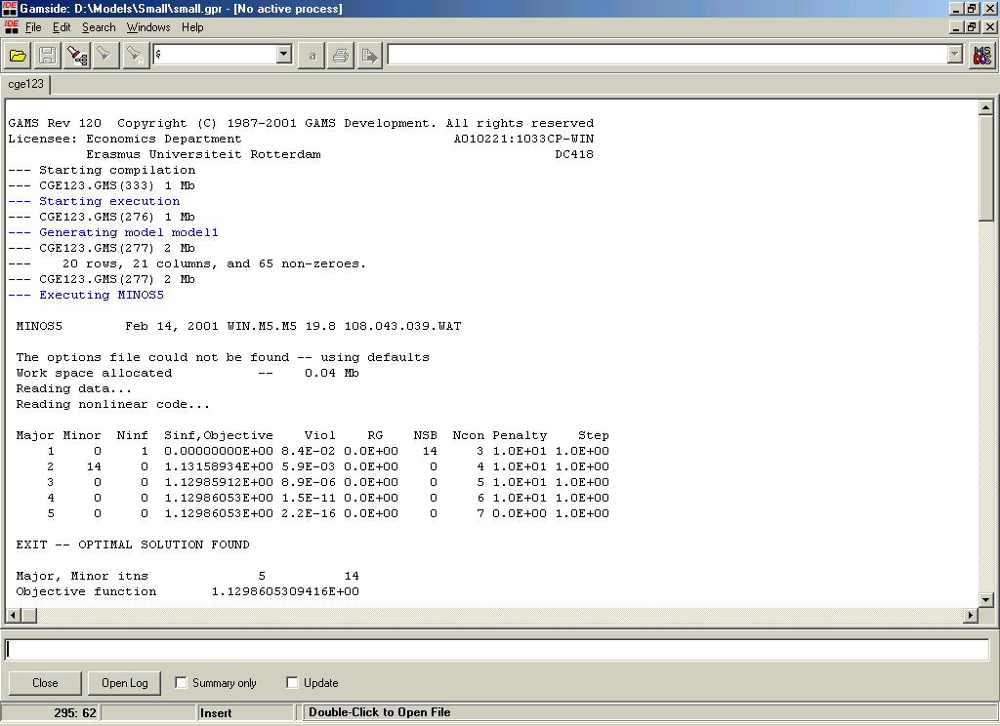 IDE Gamside: D:\Models\Small\small.gpr - [No active process]
IDE File Edit Search Windows Help
$ a MS DOS
cge123
GAMS Rev 120  Copyright (C) 1987-2001 GAMS Development. All rights reserved
Licensee: Economics Department                           A010221:1033CP-WIN
          Erasmus Universiteit Rotterdam                              DC418
--- Starting compilation
--- CGE123.GMS(333) 1 Mb
--- Starting execution
--- CGE123.GMS(276) 1 Mb
--- Generating model model1
--- CGE123.GMS(277) 2 Mb
---    20 rows, 21 columns, and 65 non-zeroes.
--- CGE123.GMS(277) 2 Mb
--- Executing MINOS5
MINOS5        Feb 14, 2001 WIN.M5.M5 19.8 108.043.039.WAT
The options file could not be found -- using defaults
Work space allocated           --    0.04 Mb
Reading data...
Reading nonlinear code...
Major Minor  Ninf  Sinf,Objective    Viol    RG    NSB  Ncon Penalty    Step
    1     0     1  0.00000000E+00 8.4E-02 0.0E+00   14     3 1.0E+01 1.0E+00
    2    14     0  1.13158934E+00 5.9E-03 0.0E+00    0     4 1.0E+01 1.0E+00
    3     0     0  1.12985912E+00 8.9E-06 0.0E+00    0     5 1.0E+01 1.0E+00
    4     0     0  1.12986053E+00 1.5E-11 0.0E+00    0     6 1.0E+01 1.0E+00
    5     0     0  1.12986053E+00 2.2E-16 0.0E+00    0     7 0.0E+00 1.0E+00
EXIT -- OPTIMAL SOLUTION FOUND
Major, Minor itns              5          14
Objective function       1.1298605309416E+00
Close Open Log Summary only Update
295: 62 Insert Double-Click to Open File